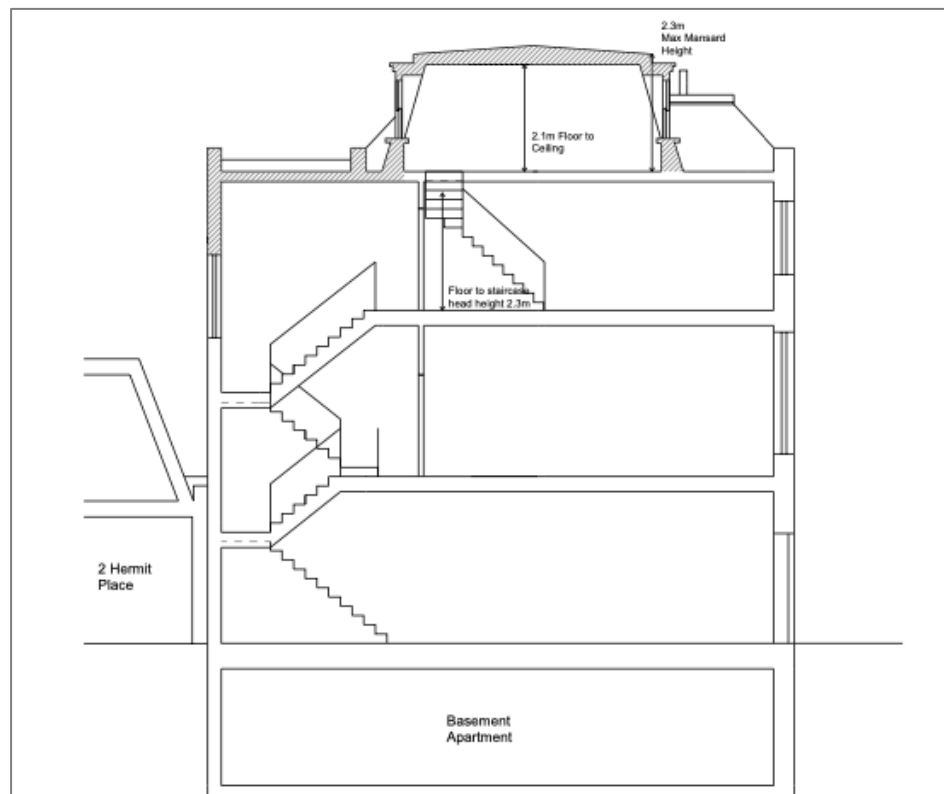 2.3m
Max Mansard
Height
2.1m Floor to
Ceiling
Floor to staircase
head height 2.3m
2 Hermit
Place
Basement
Apartment